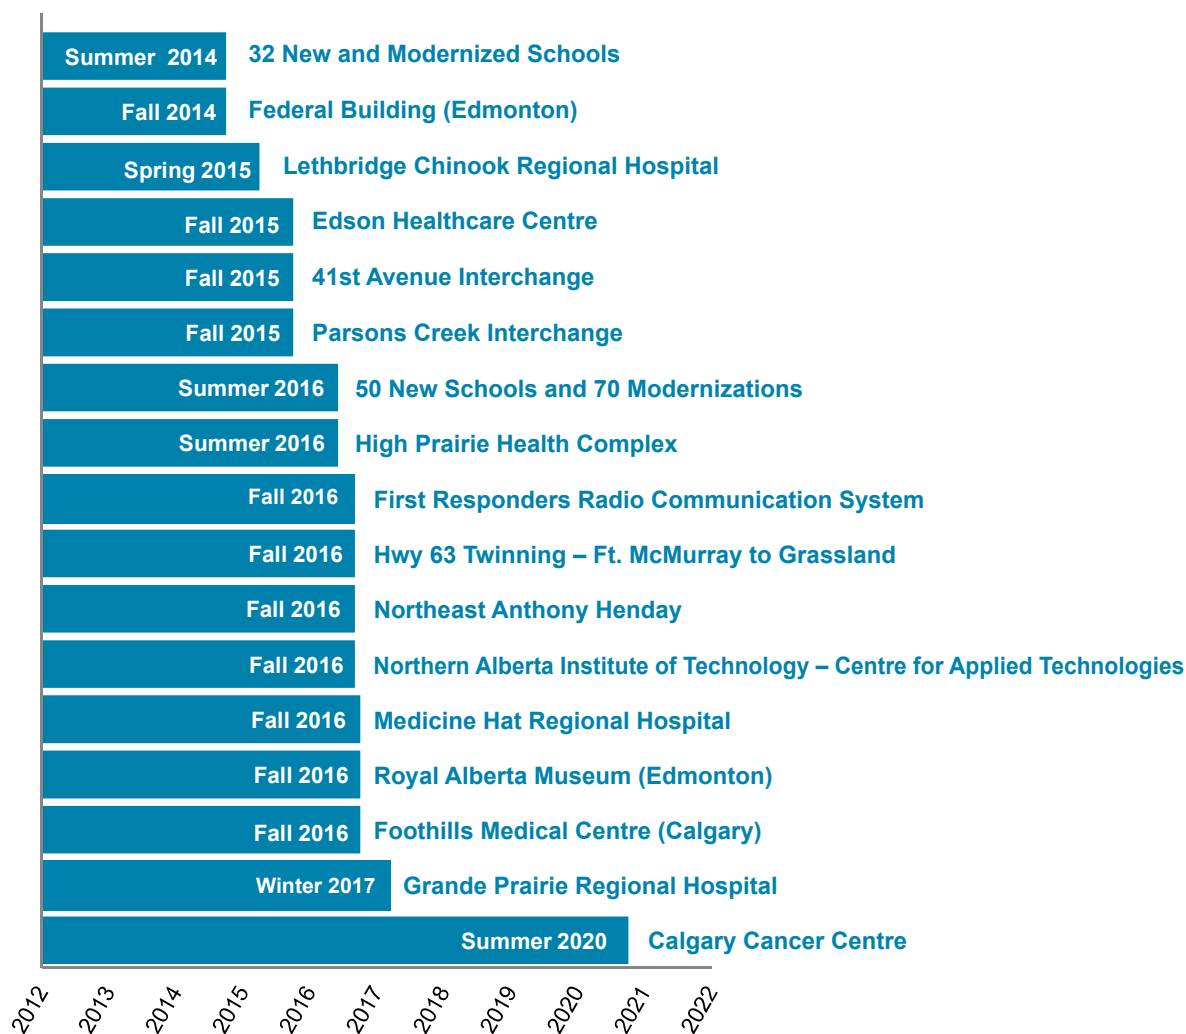 Summer 2014 32 New and Modernized Schools
Fall 2014 Federal Building (Edmonton)
Spring 2015 Lethbridge Chinook Regional Hospital
Fall 2015 Edson Healthcare Centre
Fall 2015 41st Avenue Interchange
Fall 2015 Parsons Creek Interchange
Summer 2016 50 New Schools and 70 Modernizations
Summer 2016 High Prairie Health Complex
Fall 2016 First Responders Radio Communication System
Fall 2016 Hwy 63 Twinning – Ft. McMurray to Grassland
Fall 2016 Northeast Anthony Henday
Fall 2016 Northern Alberta Institute of Technology – Centre for Applied Technologies
Fall 2016 Medicine Hat Regional Hospital
Fall 2016 Royal Alberta Museum (Edmonton)
Fall 2016 Foothills Medical Centre (Calgary)
Winter 2017 Grande Prairie Regional Hospital
Summer 2020 Calgary Cancer Centre
2012 2013 2014 2015 2016 2017 2018 2019 2020 2021 2022